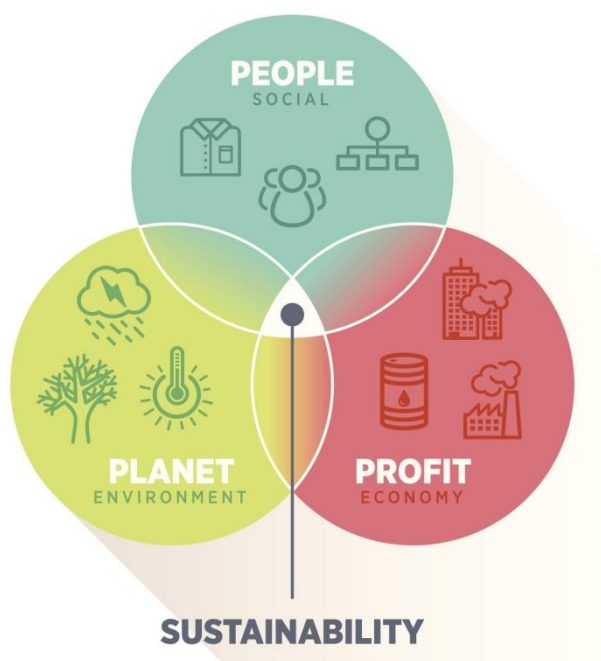 PEOPLE
SOCIAL
PLANET
ENVIRONMENT
PROFIT
ECONOMY
SUSTAINABILITY